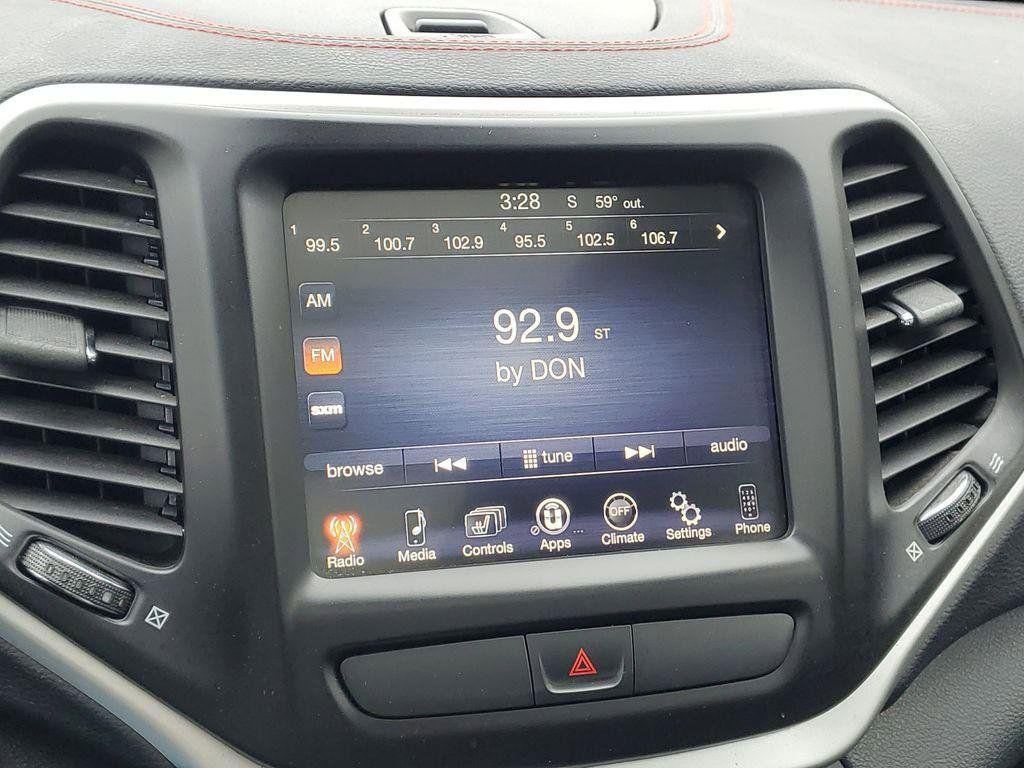 3:28 S 59° out.
1 99.5 2 100.7 3 102.9 4 95.5 5 102.5 6 106.7
AM
92.9 ST
FM
by DON
sxm
browse tune audio
OFF
Radio Media Controls Apps Climate Settings Phone